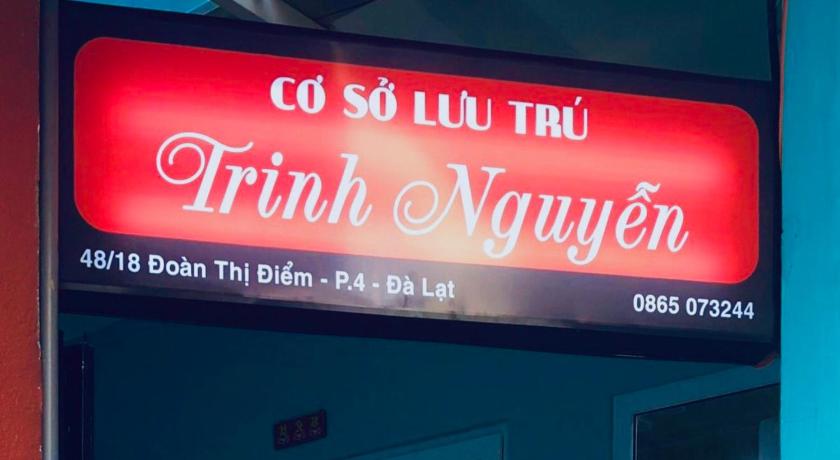 CƠ SỞ LƯU TRÚ
Trinh Nguyễn
48/18 Đoàn Thị Điểm - P.4 - Đà Lạt
0865 073244